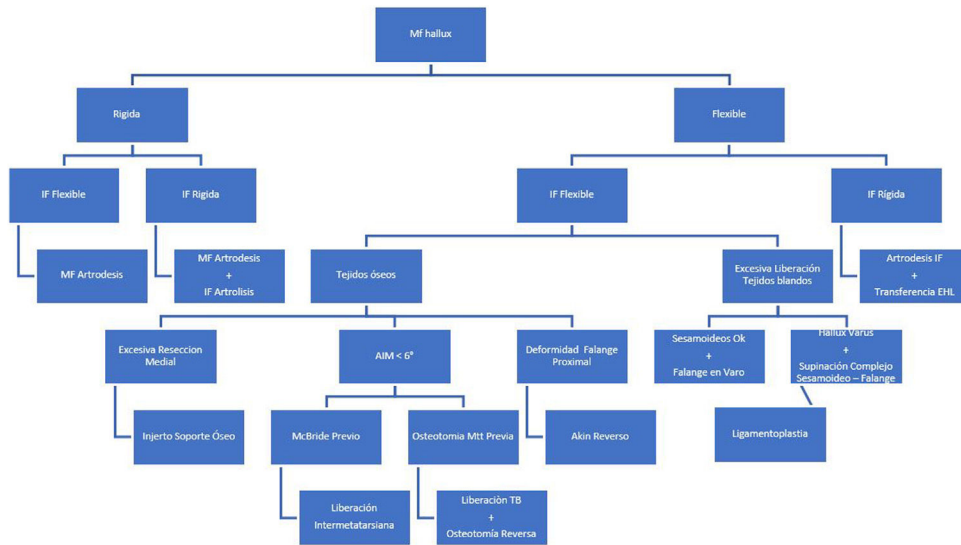 Mf hallux
Rigida
Flexible
IF Flexible
IF Rigida
IF Flexible
IF Rígida
MF Artrodesis
MF Artrodesis
+
IF Artrolisis
Tejidos óseos
Excesiva Liberación
Tejidos blandos
Artrodesis IF
+
Transferencia EHL
Excesiva Reseccion
Medial
AIM < 6°
Deformidad Falange
Proximal
Sesamoideos Ok
+
Falange en Varo
Hallux Varus
+
Supinación Complejo
Sesamoideo – Falange
Injerto Soporte Óseo
McBride Previo
Osteotomia Mtt Previa
Akin Reverso
Ligamentoplastia
Liberación
Intermetatarsiana
Liberaciòn TB
+
Osteotomía Reversa